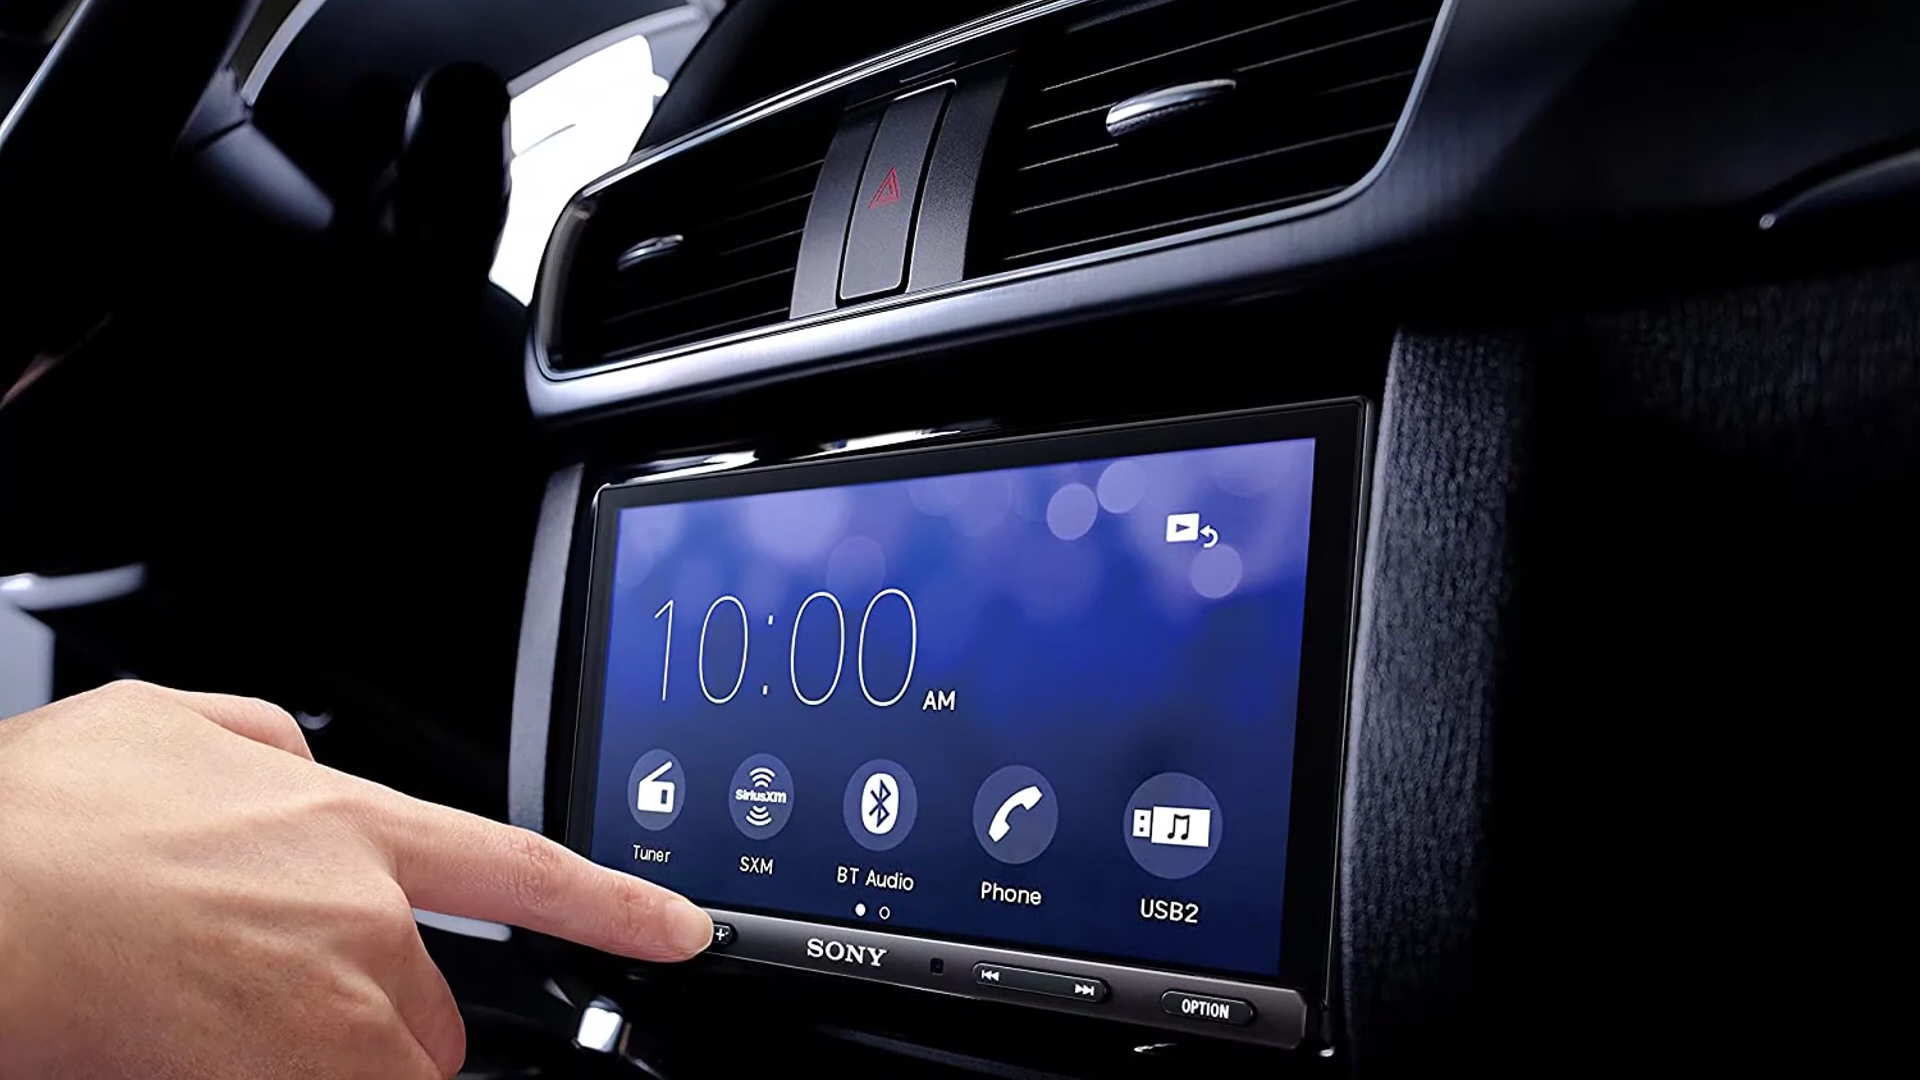 10:00 AM
SiriusXm
Tuner
SXM
BT Audio
Phone
USB2
+
SONY
OPTION